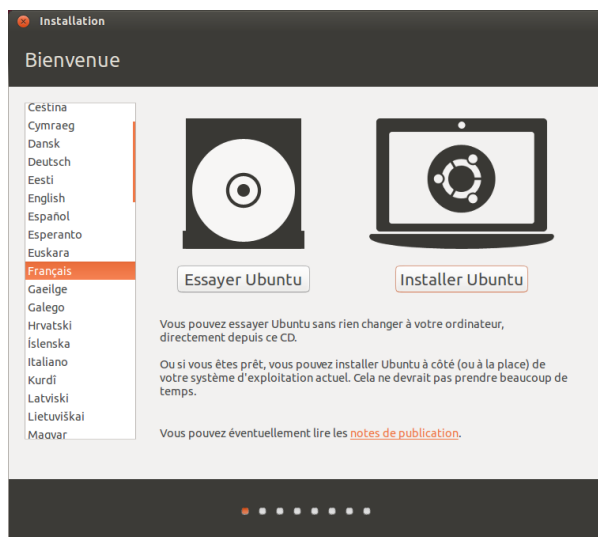 Installation
Bienvenue
Čeština
Cymraeg
Dansk
Deutsch
Eesti
English
Español
Esperanto
Euskara
Français
Gaeilge
Galego
Hrvatski
Íslenska
Italiano
Kurdî
Latviski
Lietuviškai
Magyar
Essayer Ubuntu
Installer Ubuntu
Vous pouvez essayer Ubuntu sans rien changer à votre ordinateur,
directement depuis ce CD.
Ou si vous êtes prêt, vous pouvez installer Ubuntu à côté (ou à la place) de
votre système d'exploitation actuel. Cela ne devrait pas prendre beaucoup de
temps.
Vous pouvez éventuellement lire les notes de publication.